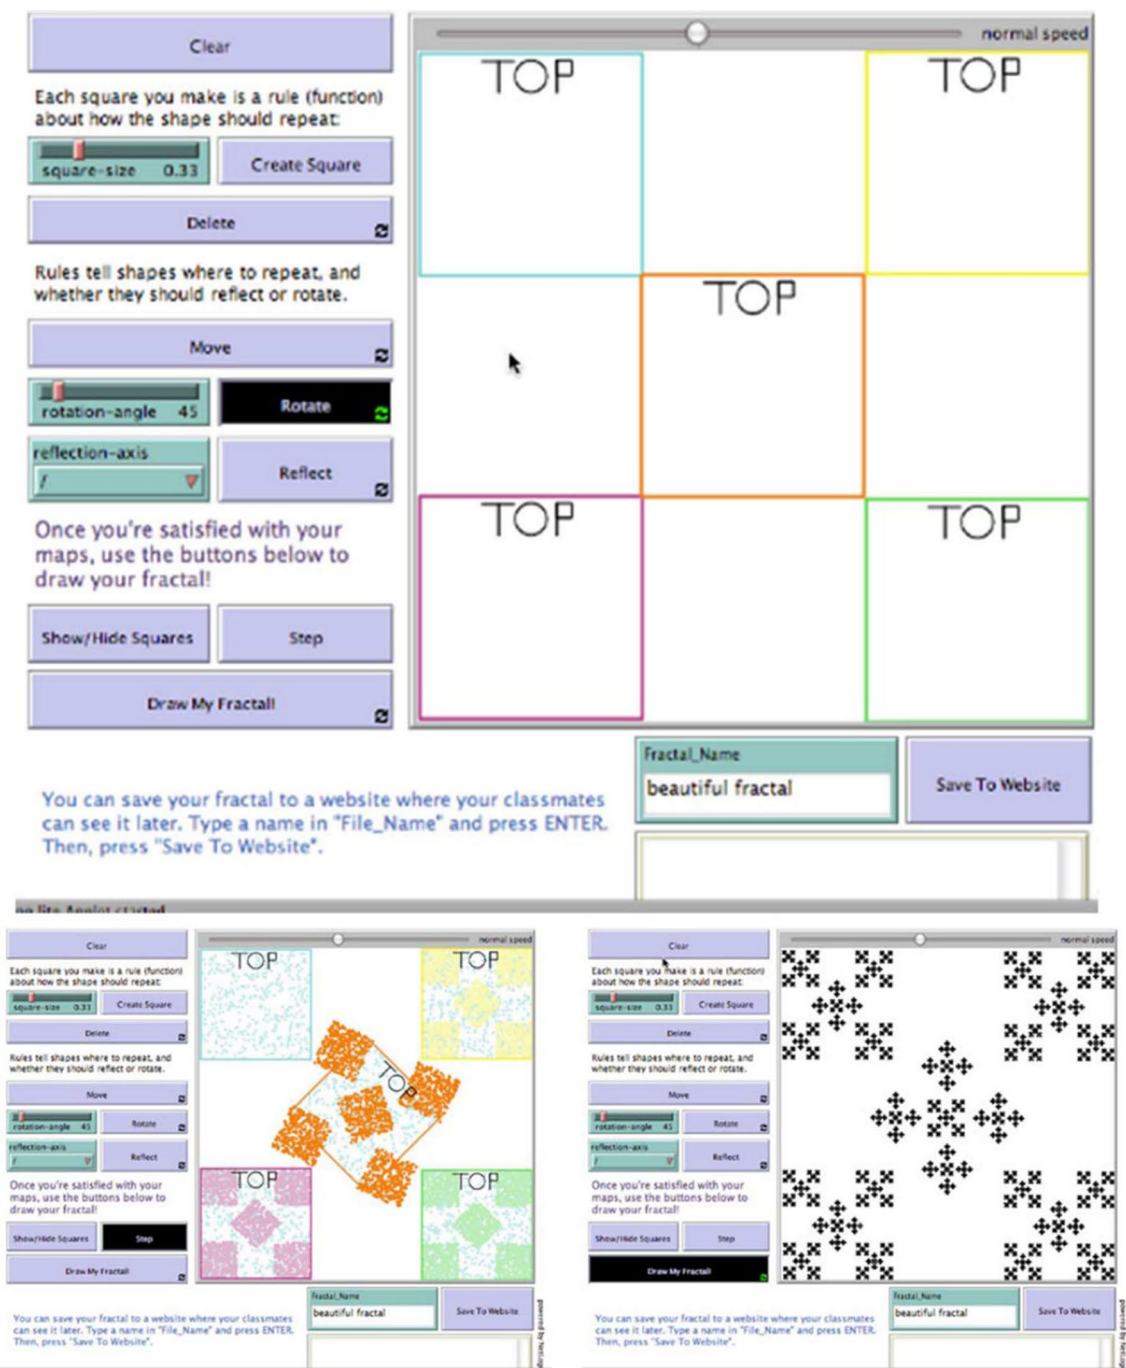 Clear
normal speed
Each square you make is a rule (function)
about how the shape should repeat:
square-size 0.33
Create Square
Delete
Rules tell shapes where to repeat, and
whether they should reflect or rotate.
Move
rotation-angle 45
Rotate
reflection-axis
/
Reflect
Once you're satisfied with your
maps, use the buttons below to
draw your fractal!
Show/Hide Squares
Step
Draw My Fractal!
TOP
TOP
TOP
TOP
TOP
Fractal_Name
beautiful fractal
Save To Website
You can save your fractal to a website where your classmates
can see it later. Type a name in "File_Name" and press ENTER.
Then, press "Save To Website".
Clear
normal speed
Each square you make is a rule (function)
about how the shape should repeat:
square-size 0.33
Create Square
Delete
Rules tell shapes where to repeat, and
whether they should reflect or rotate.
Move
rotation-angle 45
Rotate
reflection-axis
/
Reflect
Once you're satisfied with your
maps, use the buttons below to
draw your fractal!
Show/Hide Squares
Step
Draw My Fractal!
TOP
TOP
TOP
TOP
TOP
Fractal_Name
beautiful fractal
Save To Website
You can save your fractal to a website where your classmates
can see it later. Type a name in "File_Name" and press ENTER.
Then, press "Save To Website".
powered by
Clear
normal speed
Each square you make is a rule (function)
about how the shape should repeat:
square-size 0.33
Create Square
Delete
Rules tell shapes where to repeat, and
whether they should reflect or rotate.
Move
rotation-angle 45
Rotate
reflection-axis
/
Reflect
Once you're satisfied with your
maps, use the buttons below to
draw your fractal!
Show/Hide Squares
Step
Draw My Fractal!
Fractal_Name
beautiful fractal
Save To Website
You can save your fractal to a website where your classmates
can see it later. Type a name in "File_Name" and press ENTER.
Then, press "Save To Website".
powered by